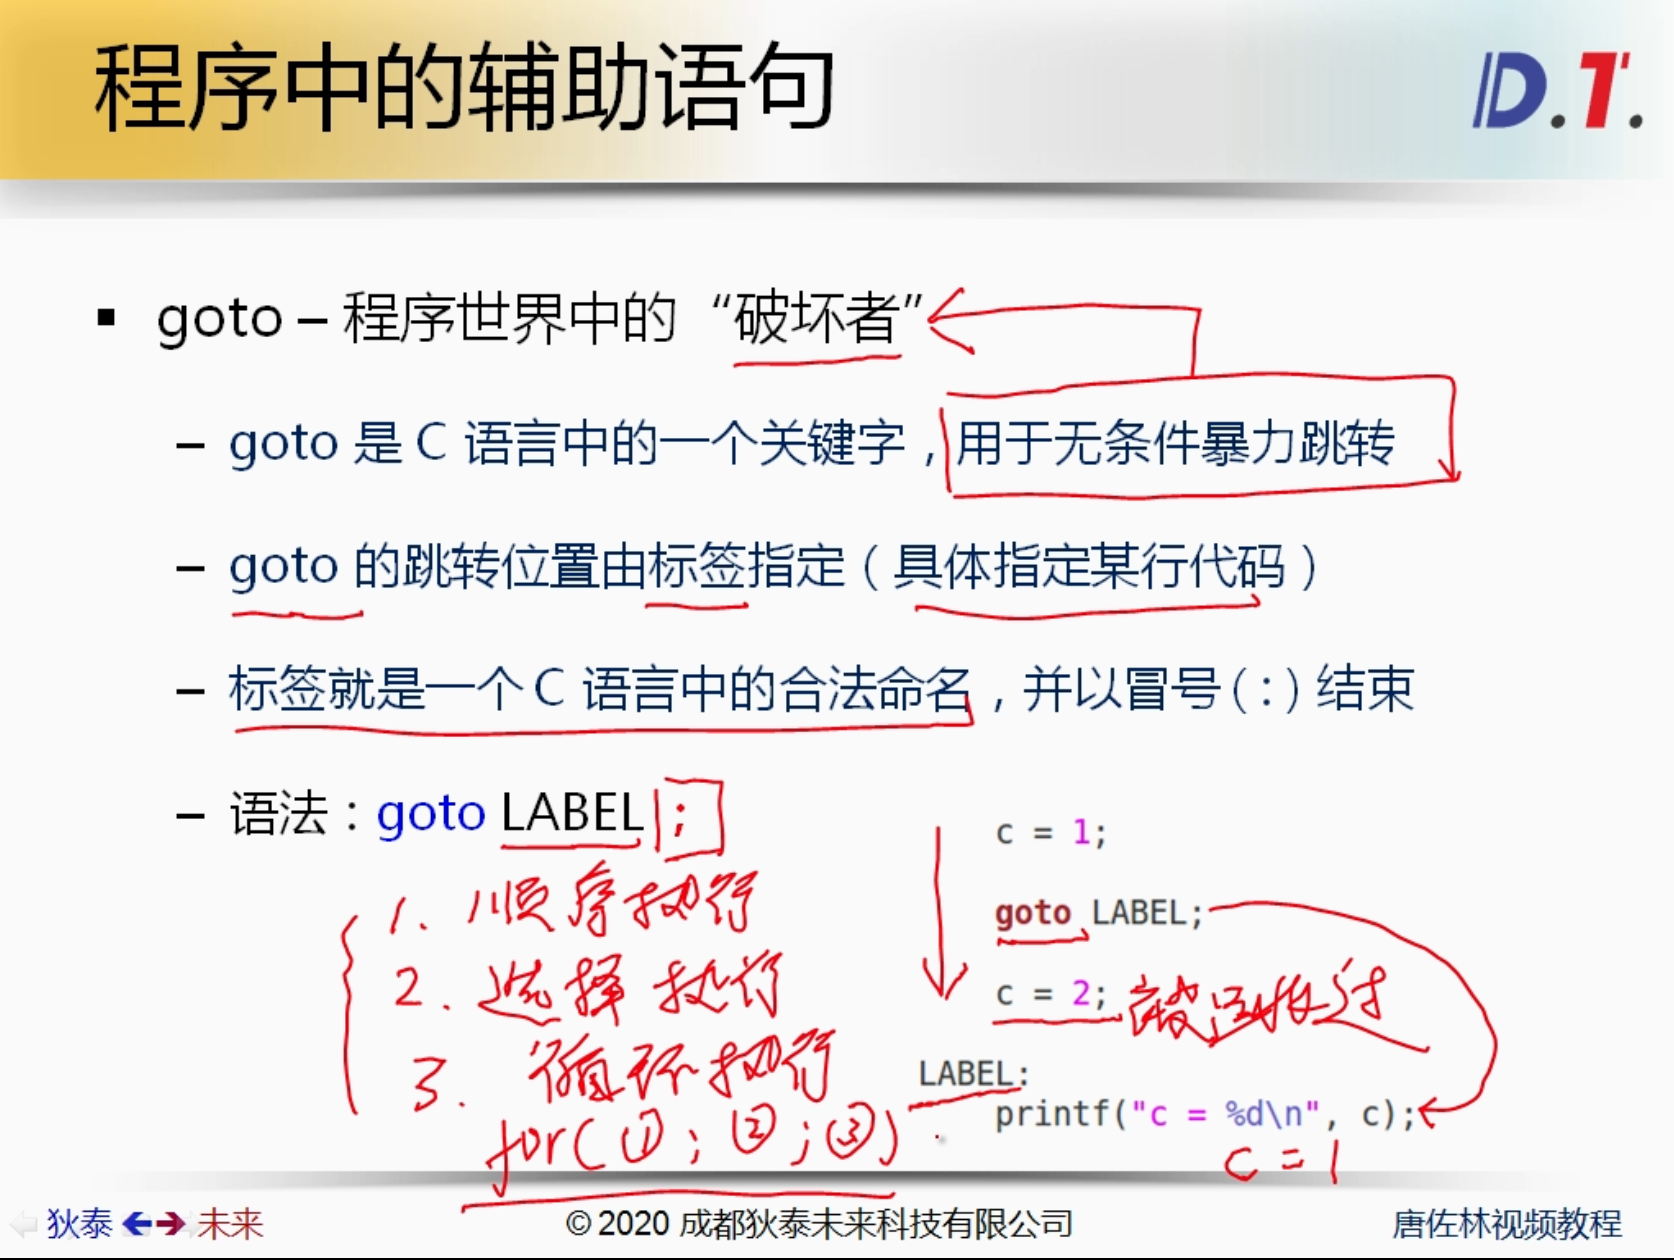 程序中的辅助语句
D.T.
▪ goto – 程序世界中的 “破坏者”
– goto 是 C 语言中的一个关键字，用于无条件暴力跳转
– goto 的跳转位置由标签指定（具体指定某行代码）
– 标签就是一个 C 语言中的合法命名，并以冒号(:) 结束
– 语法：goto LABEL ;
1. 顺序执行
2. 选择执行
3. 循环执行
for( ① ; ② ; ③ )
c = 1;
goto LABEL;
c = 2;
LABEL:
printf("c = %d\n", c);
c = 1
狄泰 未来
© 2020 成都狄泰未来科技有限公司
唐佐林视频教程